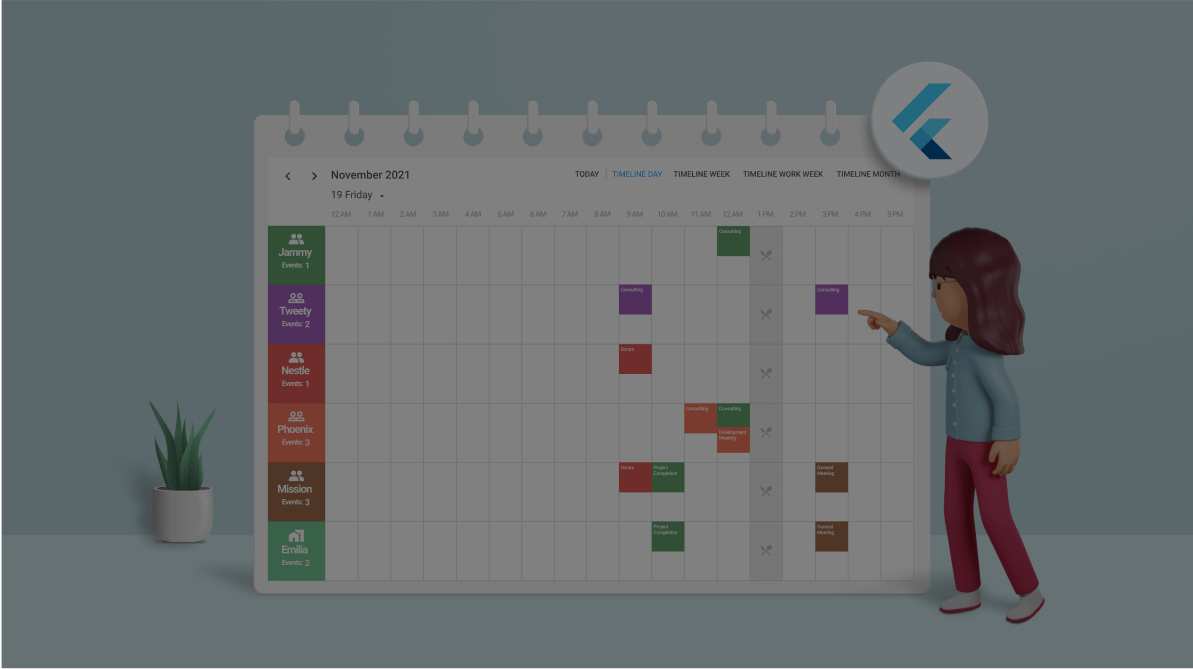 November 2021
TODAY TIMELINE DAY TIMELINE WEEK TIMELINE WORK WEEK TIMELINE MONTH
19 Friday
12 AM 1 AM 2 AM 3 AM 4 AM 5 AM 6 AM 7 AM 8 AM 9 AM 10 AM 11 AM 12 AM 1 PM 2 PM 3 PM 4 PM 5 PM
Consulting
Jammy
Events: 1
Consulting Consulting
Tweety
Events: 2
Scrum
Nestle
Events: 1
Consulting Consulting
Phoenix
Development
Meeting
Events: 3
Scrum Project General
Completion Meeting
Mission
Events: 3
Project General
Completion Meeting
Emilia
Events: 2